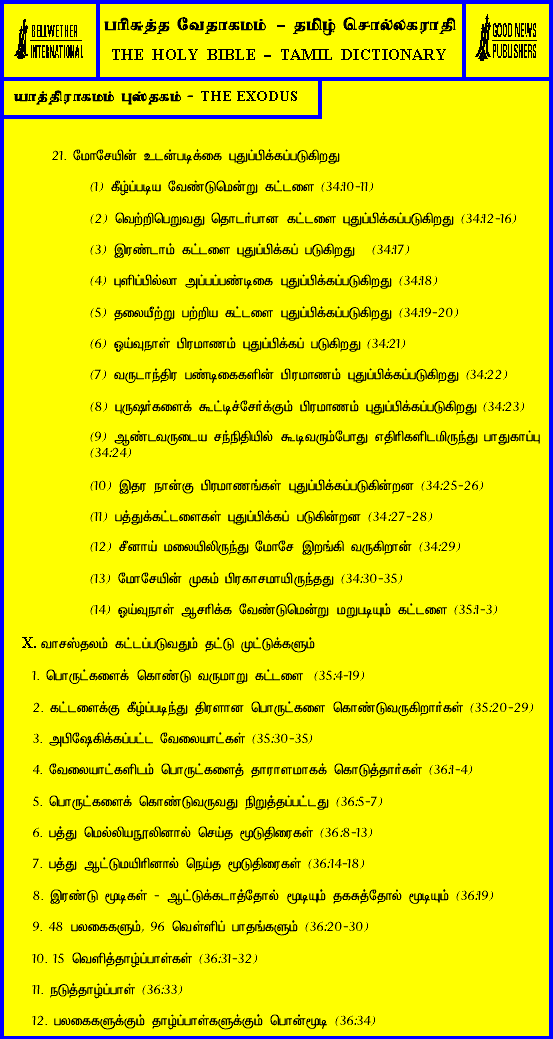 BELLWETHER
INTERNATIONAL
பரிசுத்த வேதாகமம் - தமிழ் சொல்லகராதி
THE HOLY BIBLE - TAMIL DICTIONARY
GOOD NEWS
PUBLISHERS
யாத்திராகமம் புஸ்தகம் - THE EXODUS
21. மோசேயின் உடன்படிக்கை புதுப்பிக்கப்படுகிறது
(1) கீழ்ப்படிய வேண்டுமென்று கட்டளை (34:10-11)
(2) வெற்றிபெறுவது தொடர்பான கட்டளை புதுப்பிக்கப்படுகிறது (34:12-16)
(3) இரண்டாம் கட்டளை புதுப்பிக்கப் படுகிறது (34:17)
(4) புளிப்பில்லா அப்பப்பண்டிகை புதுப்பிக்கப்படுகிறது (34:18)
(5) தலையீற்று பற்றிய கட்டளை புதுப்பிக்கப்படுகிறது (34:19-20)
(6) ஓய்வுநாள் பிரமாணம் புதுப்பிக்கப் படுகிறது (34:21)
(7) வருடாந்திர பண்டிகைகளின் பிரமாணம் புதுப்பிக்கப்படுகிறது (34:22)
(8) புருஷர்களைக் கூட்டிச்சேர்க்கும் பிரமாணம் புதுப்பிக்கப்படுகிறது (34:23)
(9) ஆண்டவருடைய சந்நிதியில் கூடிவரும்போது எதிரிகளிடமிருந்து பாதுகாப்பு
(34:24)
(10) இதர நான்கு பிரமாணங்கள் புதுப்பிக்கப்படுகின்றன (34:25-26)
(11) பத்துக்கட்டளைகள் புதுப்பிக்கப் படுகின்றன (34:27-28)
(12) சீனாய் மலையிலிருந்து மோசே இறங்கி வருகிறான் (34:29)
(13) மோசேயின் முகம் பிரகாசமாயிருந்தது (34:30-35)
(14) ஓய்வுநாள் ஆசரிக்க வேண்டுமென்று மறுபடியும் கட்டளை (35:1-3)
X. வாசஸ்தலம் கட்டப்படுவதும் தட்டு முட்டுக்களும்
1. பொருட்களைக் கொண்டு வருமாறு கட்டளை (35:4-19)
2. கட்டளைக்கு கீழ்ப்படிந்து திரளான பொருட்களை கொண்டுவருகிறார்கள் (35:20-29)
3. அபிஷேகிக்கப்பட்ட வேலையாட்கள் (35:30-35)
4. வேலையாட்களிடம் பொருட்களைத் தாராளமாகக் கொடுத்தார்கள் (36:1-4)
5. பொருட்களைக் கொண்டுவருவது நிறுத்தப்பட்டது (36:5-7)
6. பத்து மெல்லியநூலினால் செய்த மூடுதிரைகள் (36:8-13)
7. பத்து ஆட்டுமயிரினால் நெய்த மூடுதிரைகள் (36:14-18)
8. இரண்டு மூடிகள் - ஆட்டுக்கடாத்தோல் மூடியும் தகசுத்தோல் மூடியும் (36:19)
9. 48 பலகைகளும், 96 வெள்ளிப் பாதங்களும் (36:20-30)
10. 15 வெளித்தாழ்ப்பாள்கள் (36:31-32)
11. நடுத்தாழ்ப்பாள் (36:33)
12. பலகைகளுக்கும் தாழ்ப்பாள்களுக்கும் பொன்மூடி (36:34)